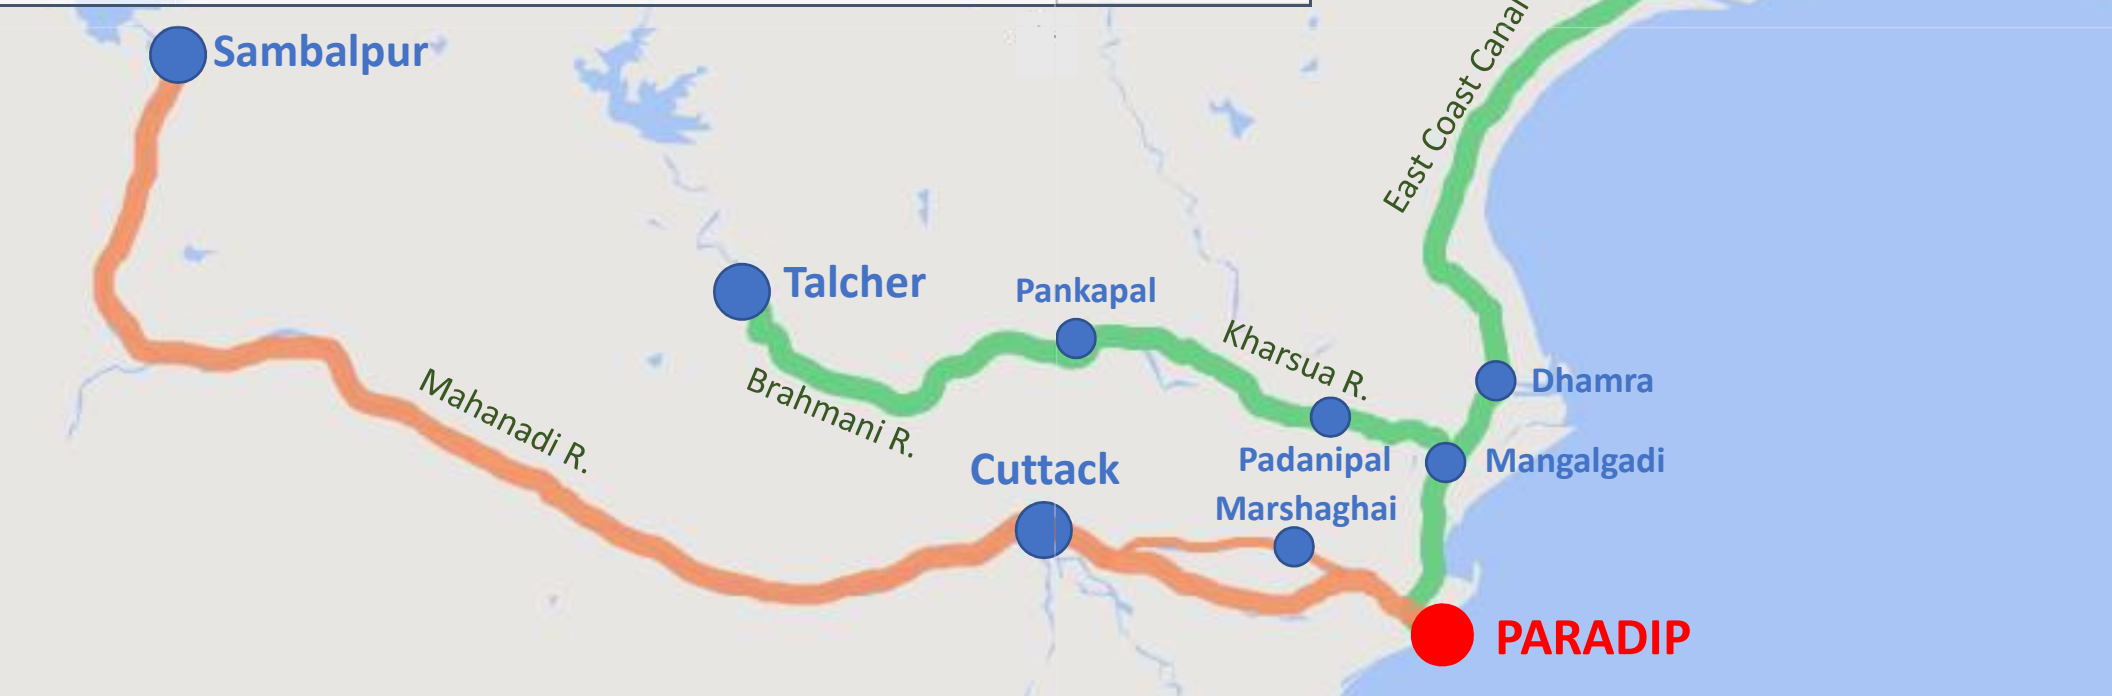 Sambalpur
East Coast Canal
Talcher
Pankapal
Kharsua R.
Mahanadi R.
Brahmani R.
Dhamra
Cuttack
Padanipal
Mangalgadi
Marshaghai
PARADIP